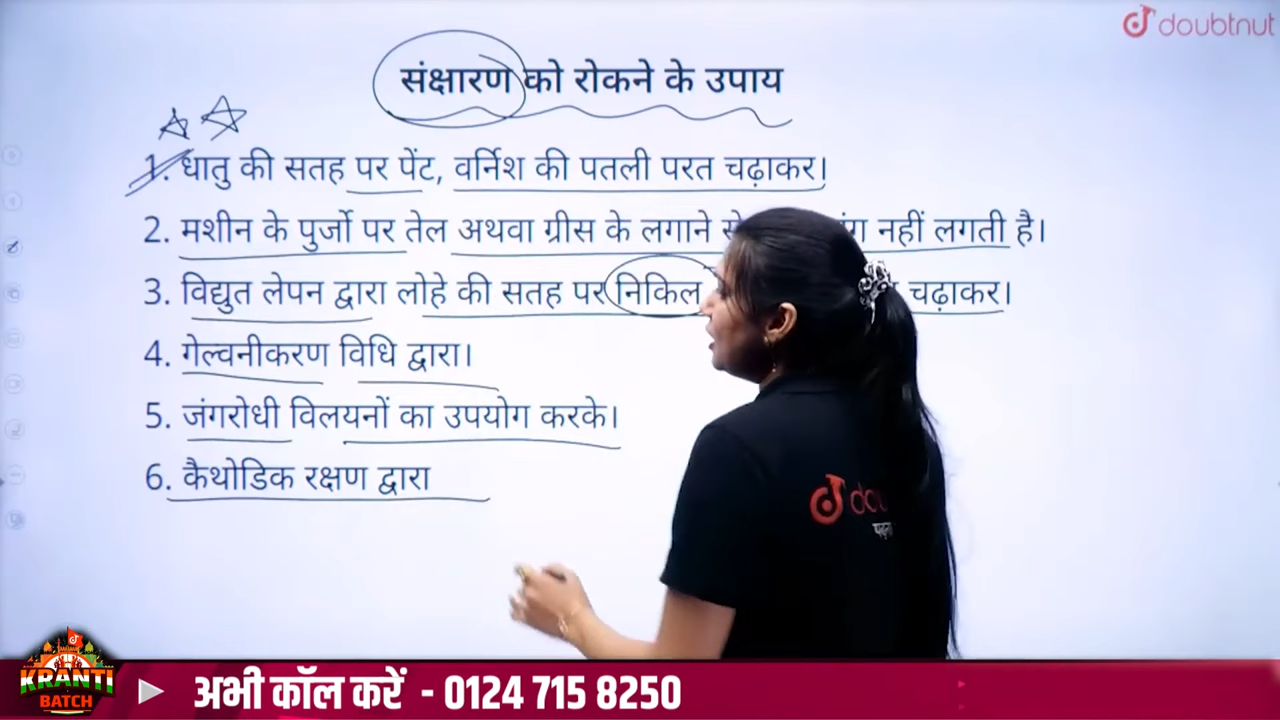 doubtnut
संक्षारण को रोकने के उपाय
1. धातु की सतह पर पेंट, वर्निश की पतली परत चढ़ाकर।
2. मशीन के पुर्जो पर तेल अथवा ग्रीस के लगाने से नहीं लगती है।
3. विद्युत लेपन द्वारा लोहे की सतह पर निकिल चढ़ाकर।
4. गेल्वनीकरण विधि द्वारा।
5. जंगरोधी विलयनों का उपयोग करके।
6. कैथोडिक रक्षण द्वारा
KRANTI
BATCH
अभी कॉल करें - 0124 715 8250